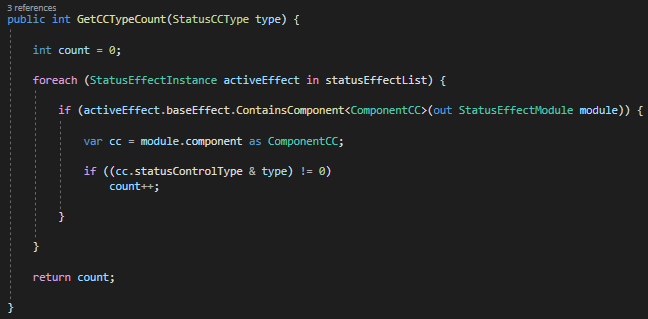 3 references
public int GetCCTypeCount(StatusCCType type) {
int count = 0;
foreach (StatusEffectInstance activeEffect in statusEffectList) {
if (activeEffect.baseEffect.ContainsComponent<ComponentCC>(out StatusEffectModule module)) {
var cc = module.component as ComponentCC;
if ((cc.statusControlType & type) != 0)
count++;
}
}
return count;
}